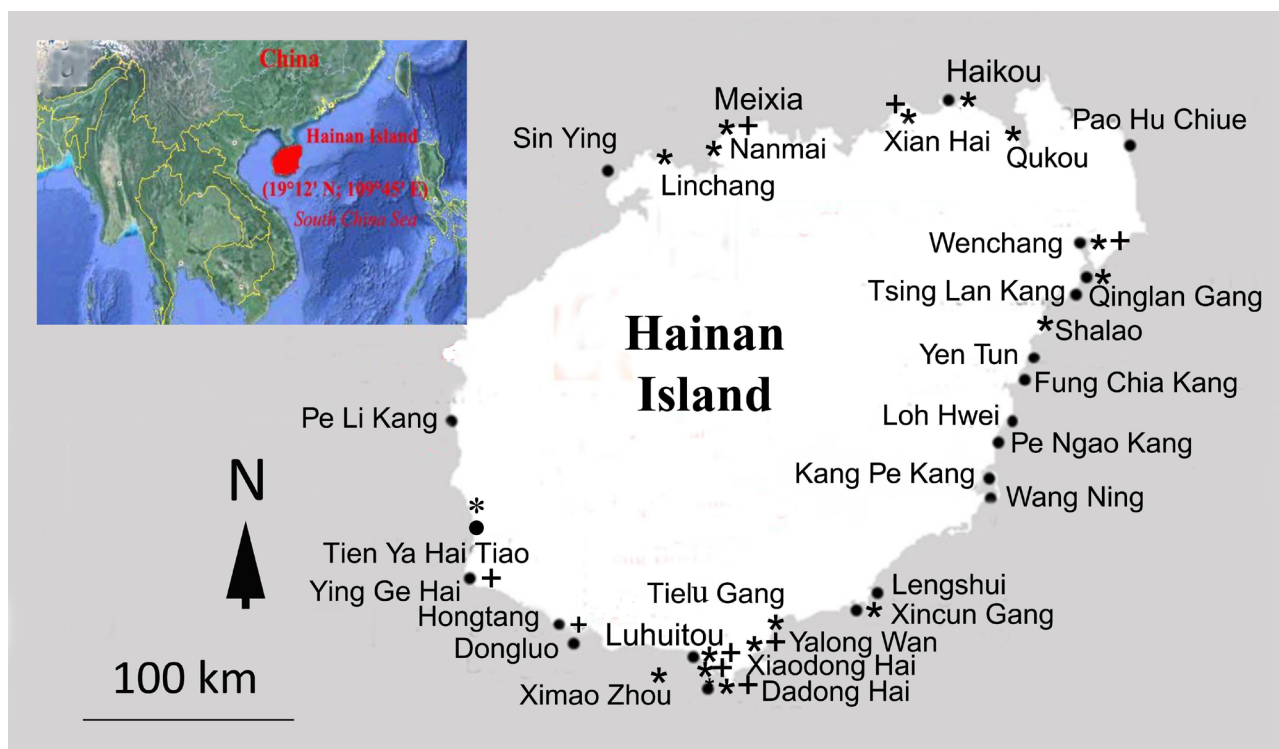 China
Hainan Island
(19°12' N; 109°45' E)
South China Sea
Haikou
Meixia
Pao Hu Chiue
Sin Ying
Xian Hai
Nanmai
Qukou
Linchang
Wenchang
Tsing Lan Kang
Qinglan Gang
Hainan
Island
Shalao
Yen Tun
Fung Chia Kang
Pe Li Kang
Loh Hwei
Pe Ngao Kang
Kang Pe Kang
N
Wang Ning
Tien Ya Hai Tiao
Ying Ge Hai
Tielu Gang
Lengshui
Hongtang
Xincun Gang
Luhuitou
Yalong Wan
Dongluo
Xiaodong Hai
100 km
Ximao Zhou
Dadong Hai